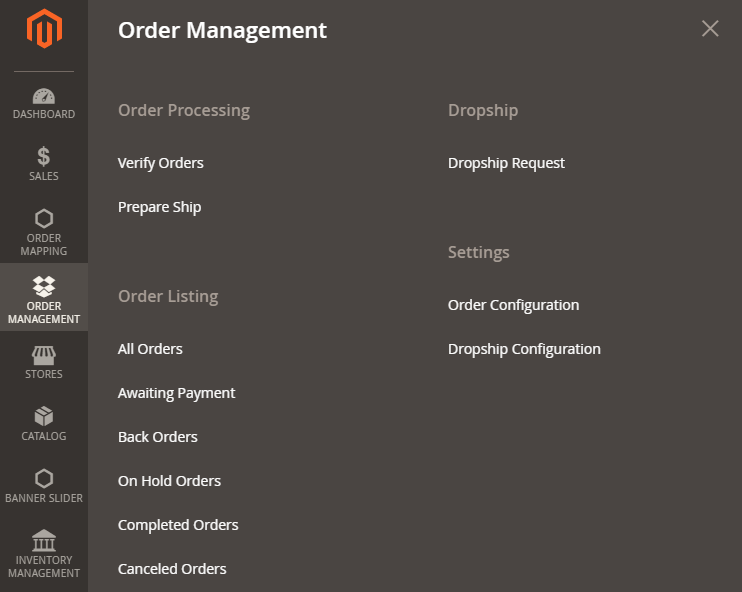 Order Management
DASHBOARD
SALES
ORDER
MAPPING
ORDER
MANAGEMENT
STORES
CATALOG
BANNER SLIDER
INVENTORY
MANAGEMENT
Order Processing
Verify Orders
Prepare Ship
Order Listing
All Orders
Awaiting Payment
Back Orders
On Hold Orders
Completed Orders
Canceled Orders
Dropship
Dropship Request
Settings
Order Configuration
Dropship Configuration